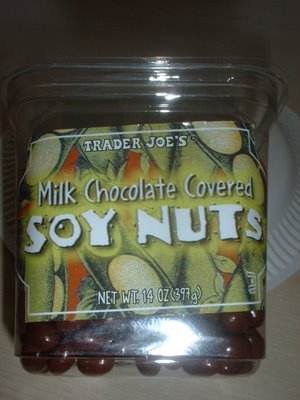 TRADER JOE'S
Milk Chocolate Covered
SOY NUTS
NET WT. 14 OZ (397g)